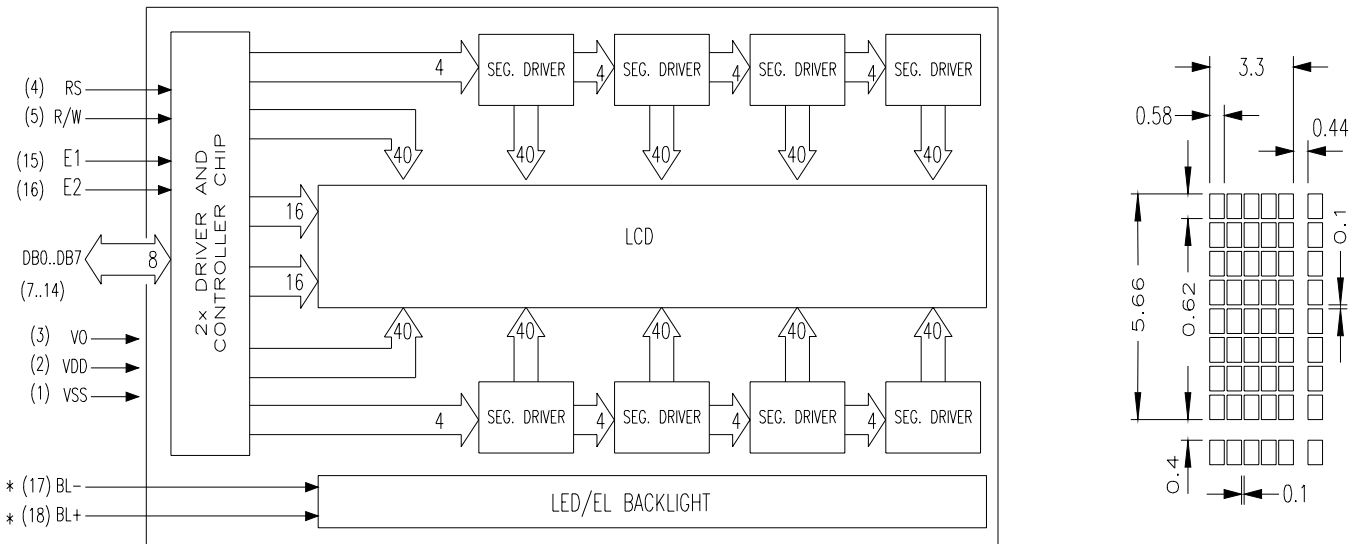 (4) RS
(5) R/W
(15) E1
(16) E2
DB0..DB7
(7..14)
8
(3) VO
(2) VDD
(1) VSS
* (17) BL-
* (18) BL+
2x DRIVER AND
CONTROLLER CHIP
4
SEG. DRIVER
4
SEG. DRIVER
4
SEG. DRIVER
4
SEG. DRIVER
40
40
40
40
40
16
LCD
16
40
40
40
40
40
4
SEG. DRIVER
4
SEG. DRIVER
4
SEG. DRIVER
4
SEG. DRIVER
LED/EL BACKLIGHT
3.3
0.58
0.44
0.1
5.66
0.62
0.4
0.1